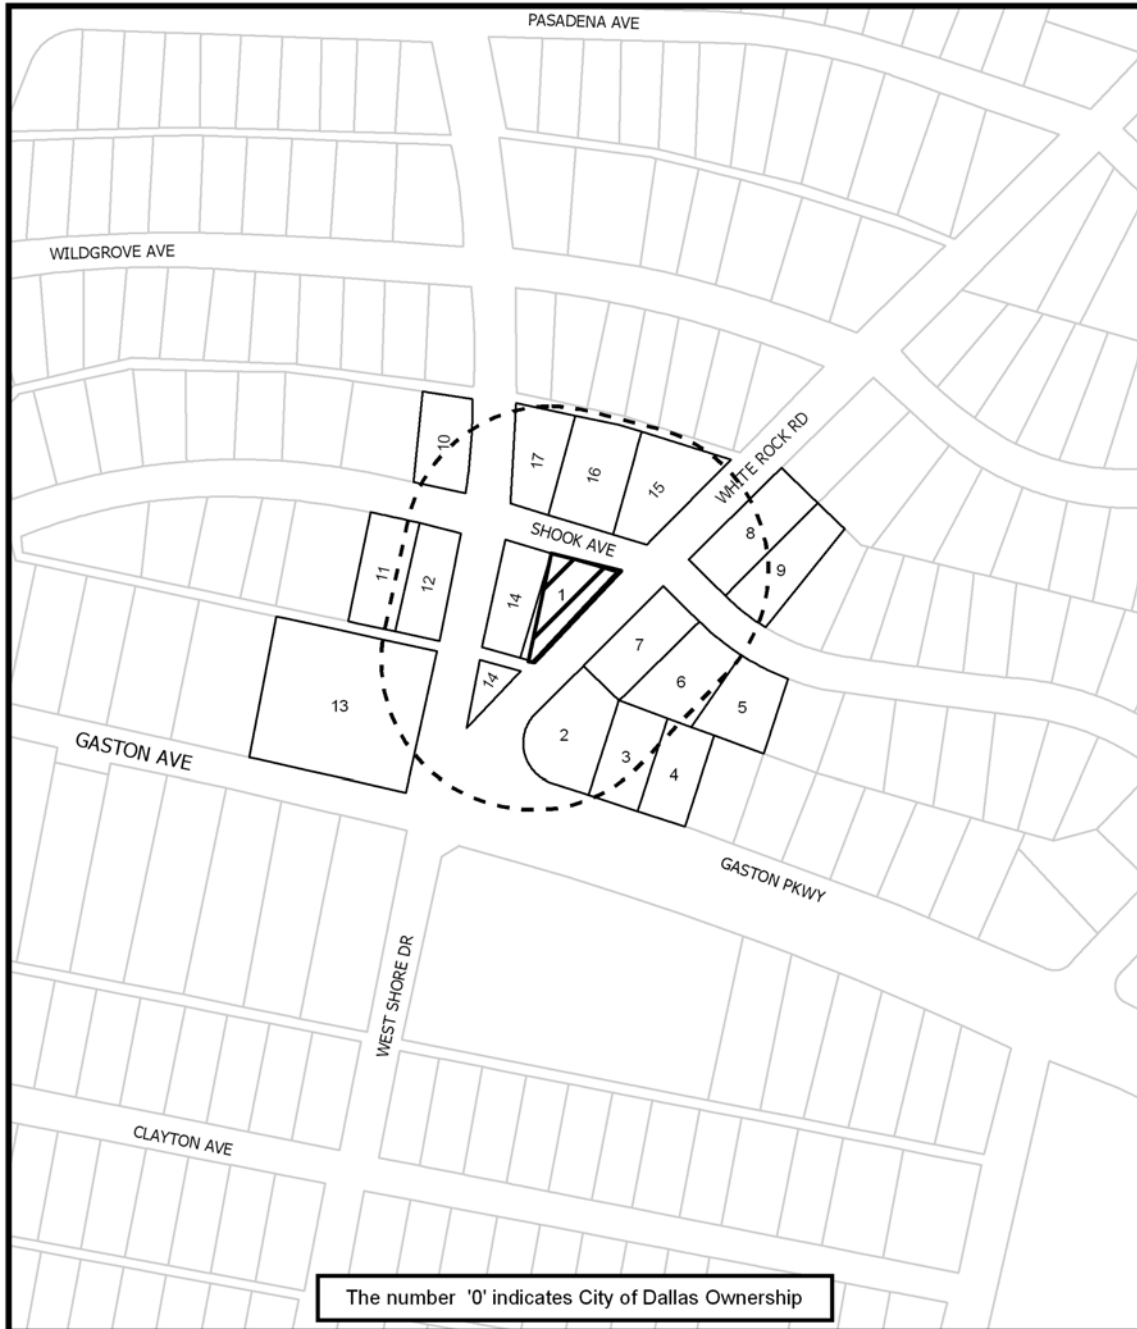 PASADENA AVE
WILDGROVE AVE
WHITE ROCK RD
10
17
16
15
SHOOK AVE
8
9
11
12
14
1
7
14
6
5
13
2
3
4
GASTON AVE
GASTON PKWY
WEST SHORE DR
CLAYTON AVE
The number '0' indicates City of Dallas Ownership